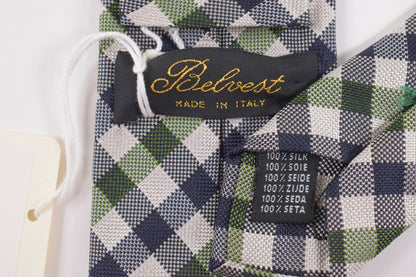 Belvest
MADE IN ITALY
100% SILK
100% SOIE
100% SEIDE
100% ZIJDE
100% SEDA
100% SETA